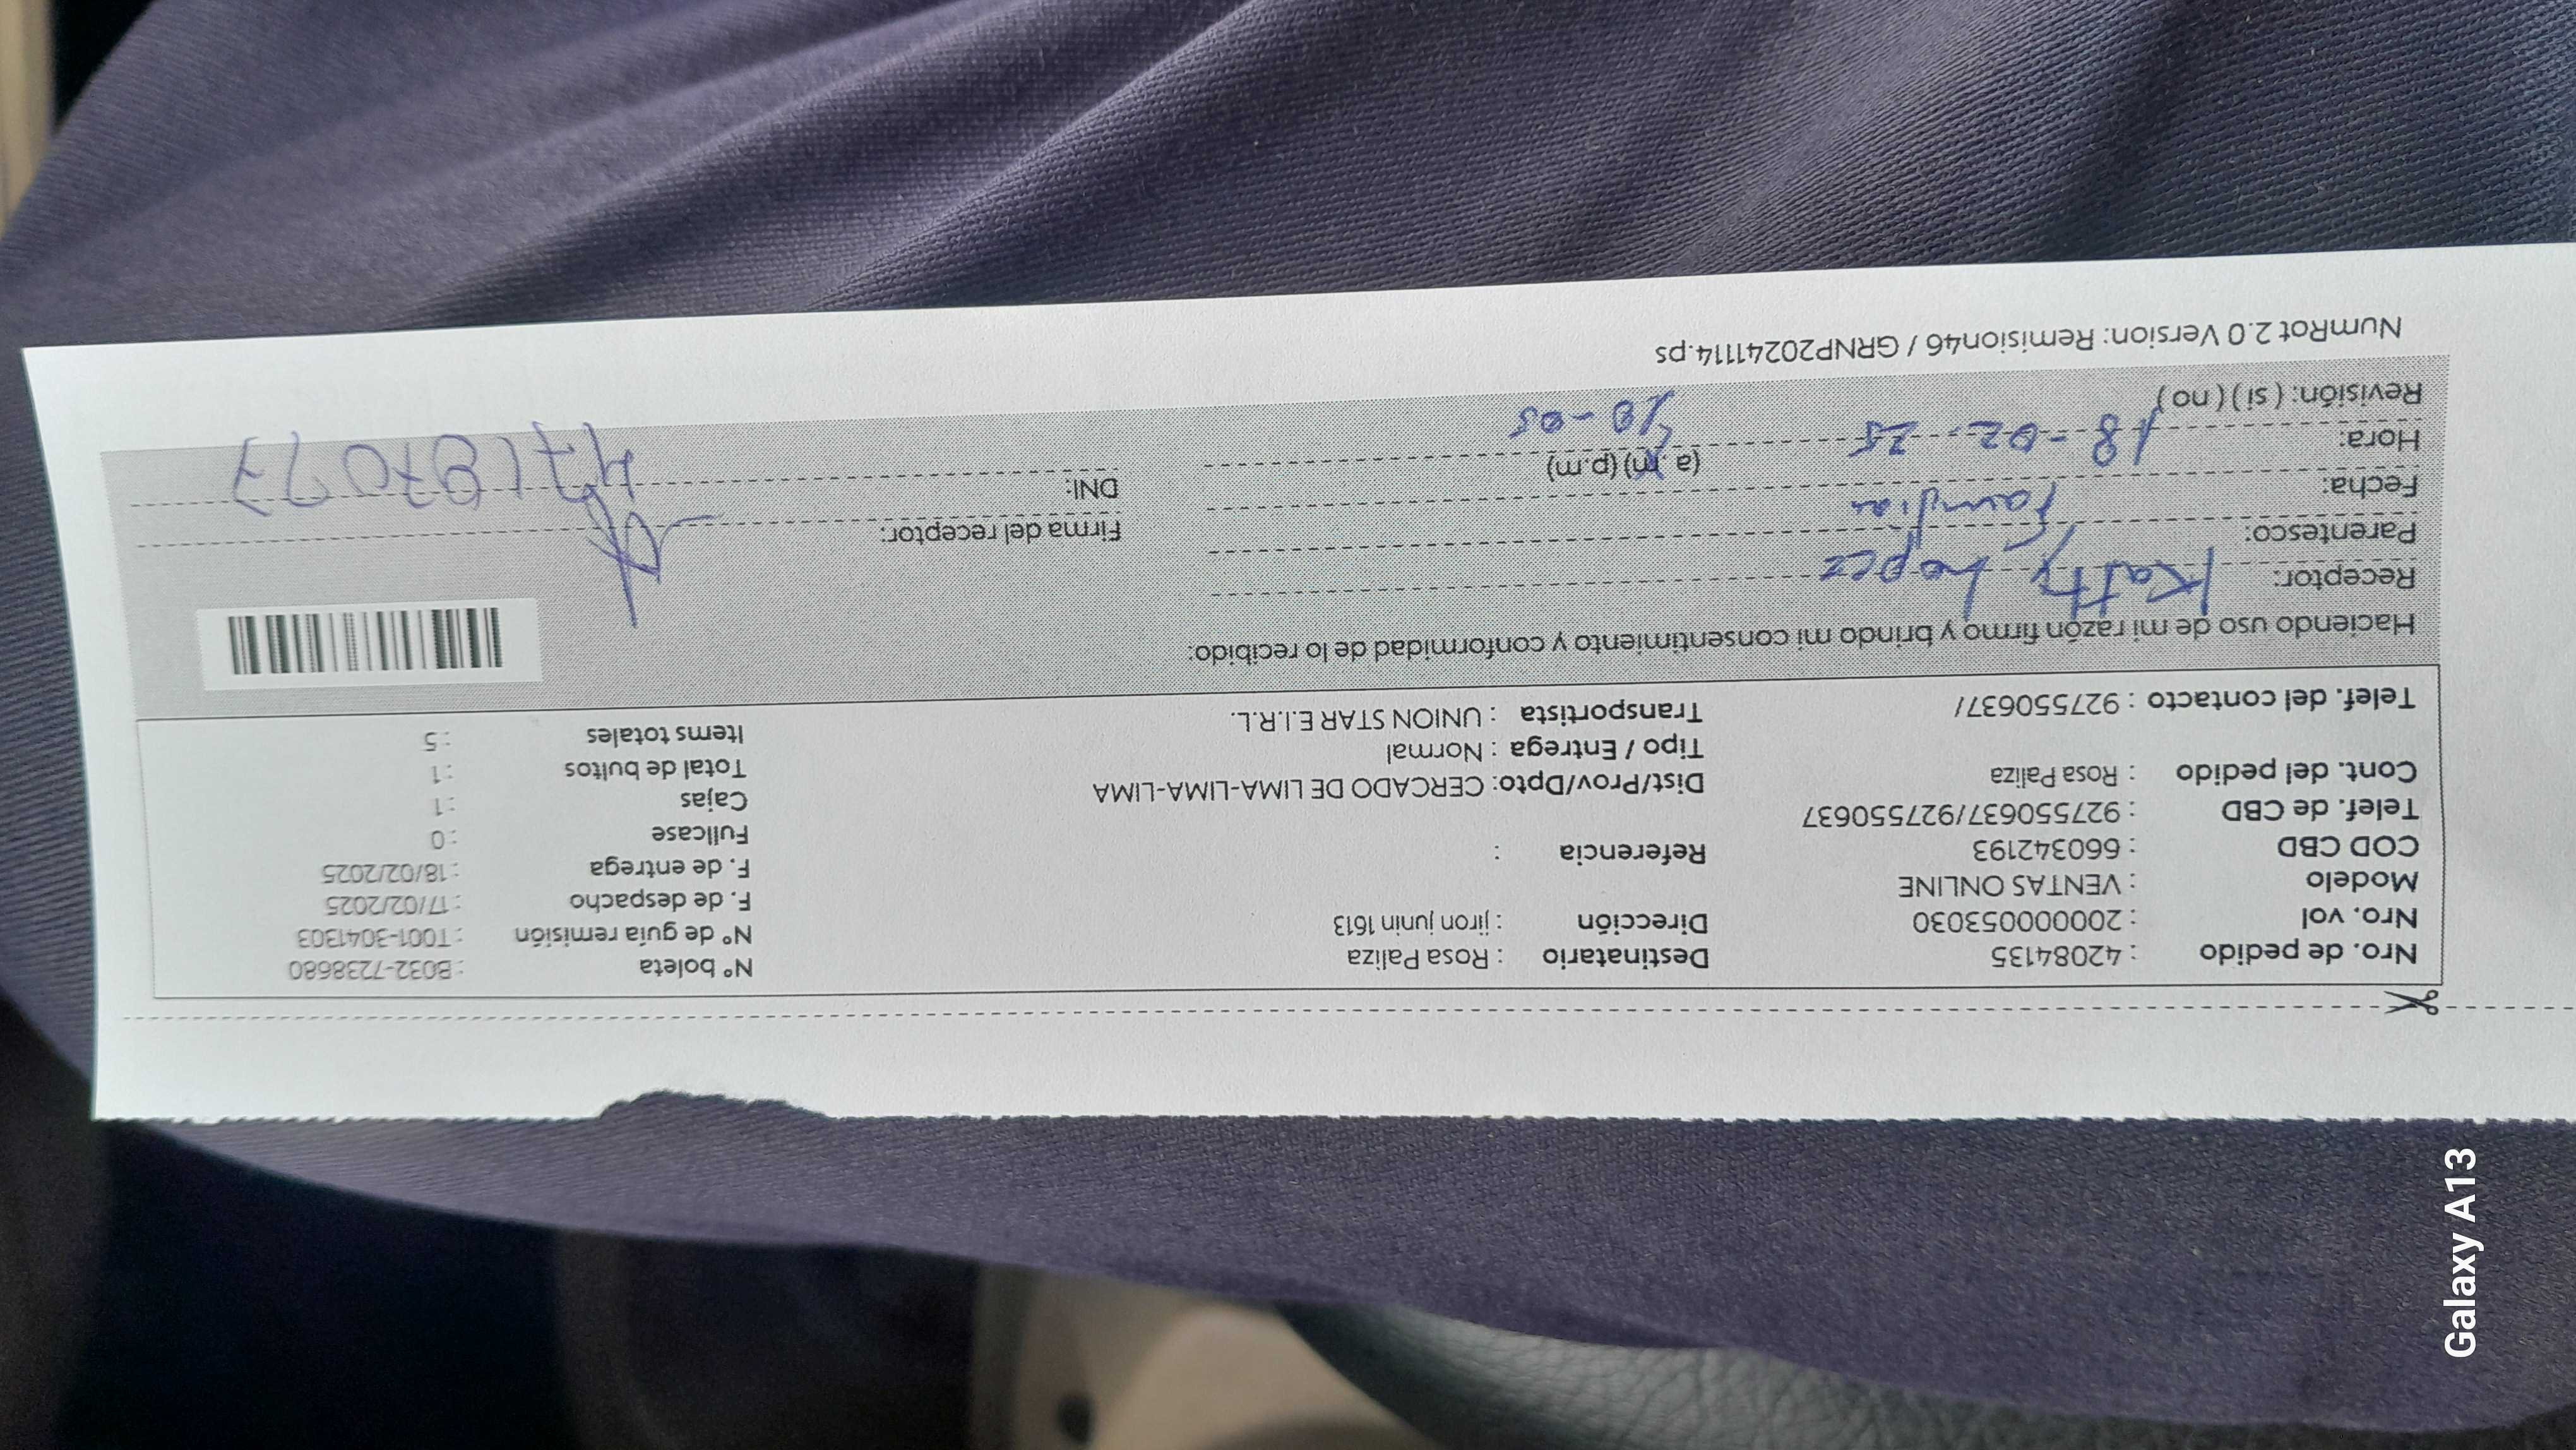 Nro. de pedido : 42084135
Nro. vol : 2000000053030
Modelo : VENTAS ONLINE
COD CBD : 660342193
Telef. de CBD : 927550637/927550637
Cont. del pedido : Rosa Paliza
Telef. del contacto : 927550637/
Destinatario : Rosa Paliza
Dirección : jiron junin 1613
Referencia :
Dist/Prov/Dpto: CERCADO DE LIMA-LIMA-LIMA
Tipo / Entrega : Normal
Transportista : UNION STAR E.I.R.L.
N° boleta : B032-7238680
N° de guía remisión : T001-3041303
F. de despacho : 17/02/2025
F. de entrega : 18/02/2025
Fullcase : 0
Cajas : 1
Total de bultos : 1
Items totales : 5
Haciendo uso de mi razón firmo y brindo mi consentimiento y conformidad de lo recibido:
Receptor: Katty Lopez
Parentesco: Familiar
Fecha: 18-02-25
Hora: (a.m) (p.m) 10-05
Revisión: ( si ) ( no )
Firma del receptor:
DNI:
NumRot 2.0 Version: Remision46 / GRNP20241114.ps
Galaxy A13